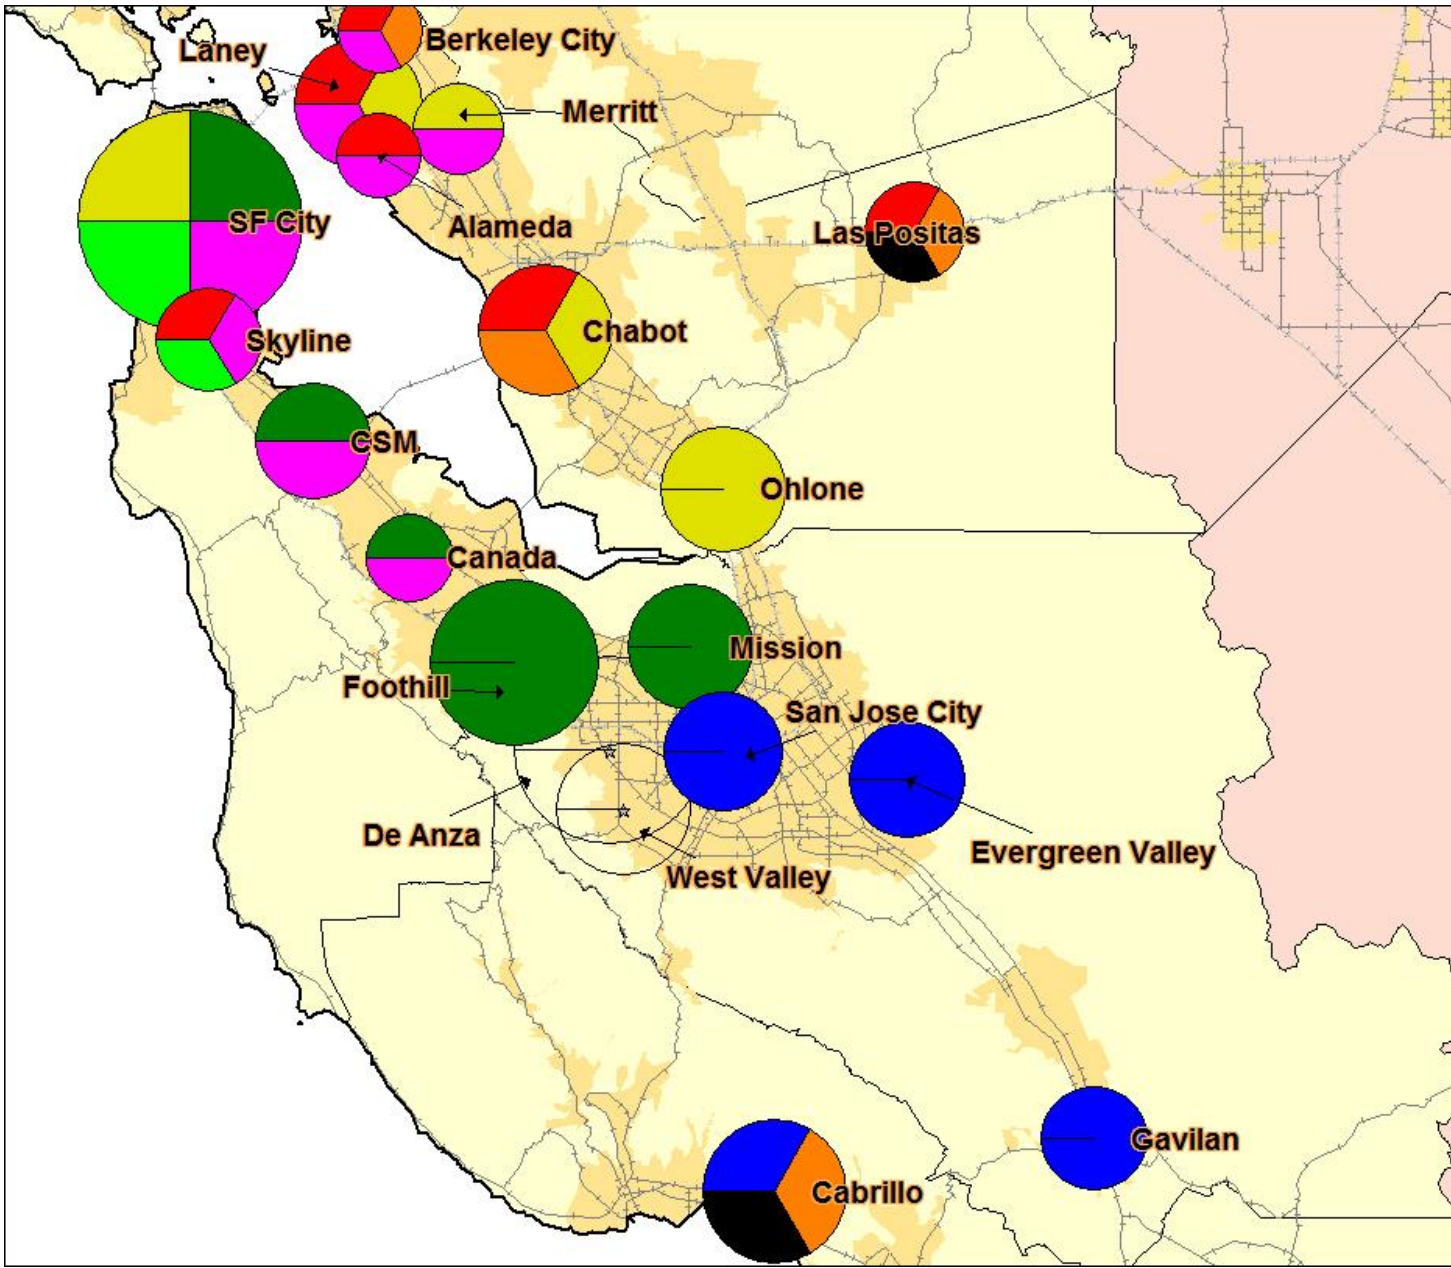 Laney
Berkeley City
Merritt
SF City
Alameda
Las Positas
Skyline
Chabot
CSM
Ohlone
Canada
Mission
Foothill
San Jose City
De Anza
Evergreen Valley
West Valley
Gavilan
Cabrillo